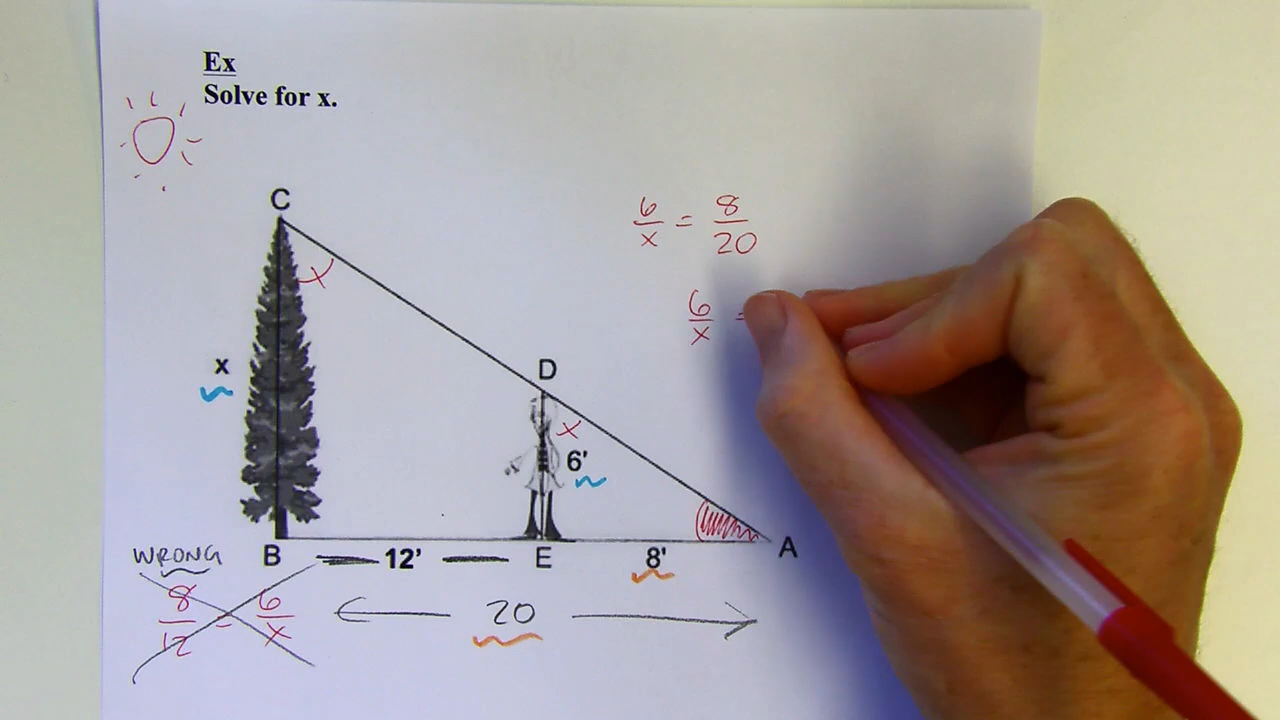 Ex
Solve for x.
C
6/x = 8/20
6/x =
x
D
x
x
6'
B
12'
E
8'
A
WRONG
8/12 = 6/x
20